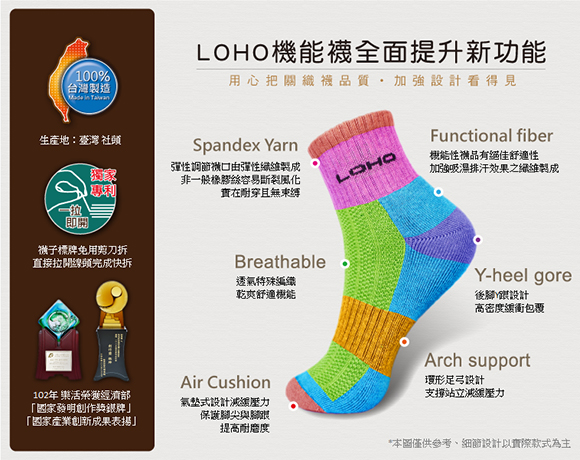 LOHO機能襪全面提升新功能
用心把關織襪品質・加強設計看得見
100%
台灣製造
Made in Taiwan
生產地：臺灣 社頭
獨家
專利
一拉
即開
襪子標牌免用剪刀拆
直接拉開線頭完成快拆
102年 樂活榮獲經濟部
「國家發明創作獎銀牌」
「國家產業創新成果表揚」
Spandex Yarn
彈性調節襪口由彈性纖維製成
非一般橡膠絲容易斷裂風化
實在耐穿且無束縛
Functional fiber
機能性襪品有絕佳舒適性
加強吸濕排汗效果之纖維製成
LOHO
Breathable
透氣特殊編織
乾爽舒適機能
Y-heel gore
後腳Y跟設計
高密度緩衝包覆
Arch support
環形足弓設計
支撐站立減緩壓力
Air Cushion
氣墊式設計減緩壓力
保護腳尖與腳跟
提高耐磨度
*本圖僅供參考、細節設計以實際款式為主